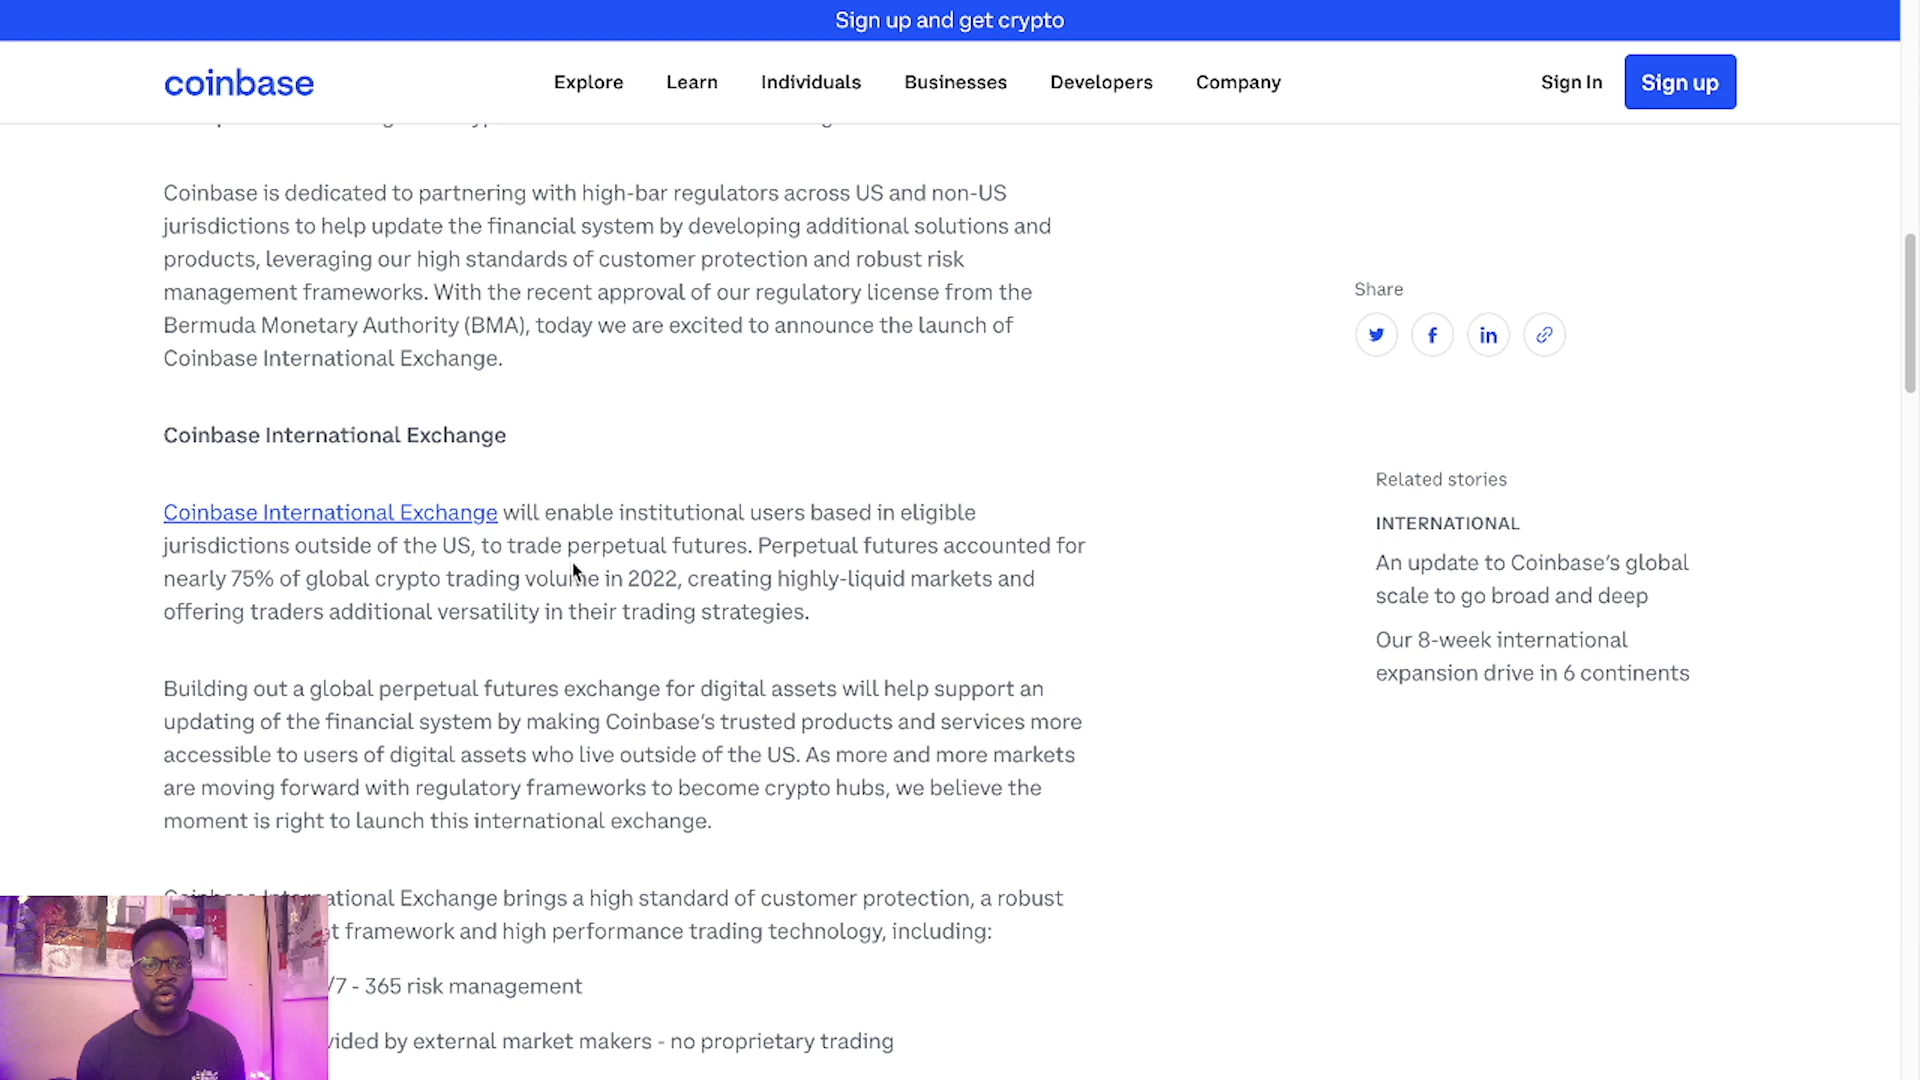 Sign up and get crypto
coinbase
Explore
Learn
Individuals
Businesses
Developers
Company
Sign In
Sign up
Coinbase is dedicated to partnering with high-bar regulators across US and non-US
jurisdictions to help update the financial system by developing additional solutions and
products, leveraging our high standards of customer protection and robust risk
management frameworks. With the recent approval of our regulatory license from the
Bermuda Monetary Authority (BMA), today we are excited to announce the launch of
Coinbase International Exchange.
Coinbase International Exchange
Coinbase International Exchange will enable institutional users based in eligible
jurisdictions outside of the US, to trade perpetual futures. Perpetual futures accounted for
nearly 75% of global crypto trading volume in 2022, creating highly-liquid markets and
offering traders additional versatility in their trading strategies.
Building out a global perpetual futures exchange for digital assets will help support an
updating of the financial system by making Coinbase’s trusted products and services more
accessible to users of digital assets who live outside of the US. As more and more markets
are moving forward with regulatory frameworks to become crypto hubs, we believe the
moment is right to launch this international exchange.
Exchange brings a high standard of customer protection, a robust
framework and high performance trading technology, including:
/7 - 365 risk management
by external market makers - no proprietary trading
Share
Related stories
INTERNATIONAL
An update to Coinbase’s global
scale to go broad and deep
Our 8-week international
expansion drive in 6 continents